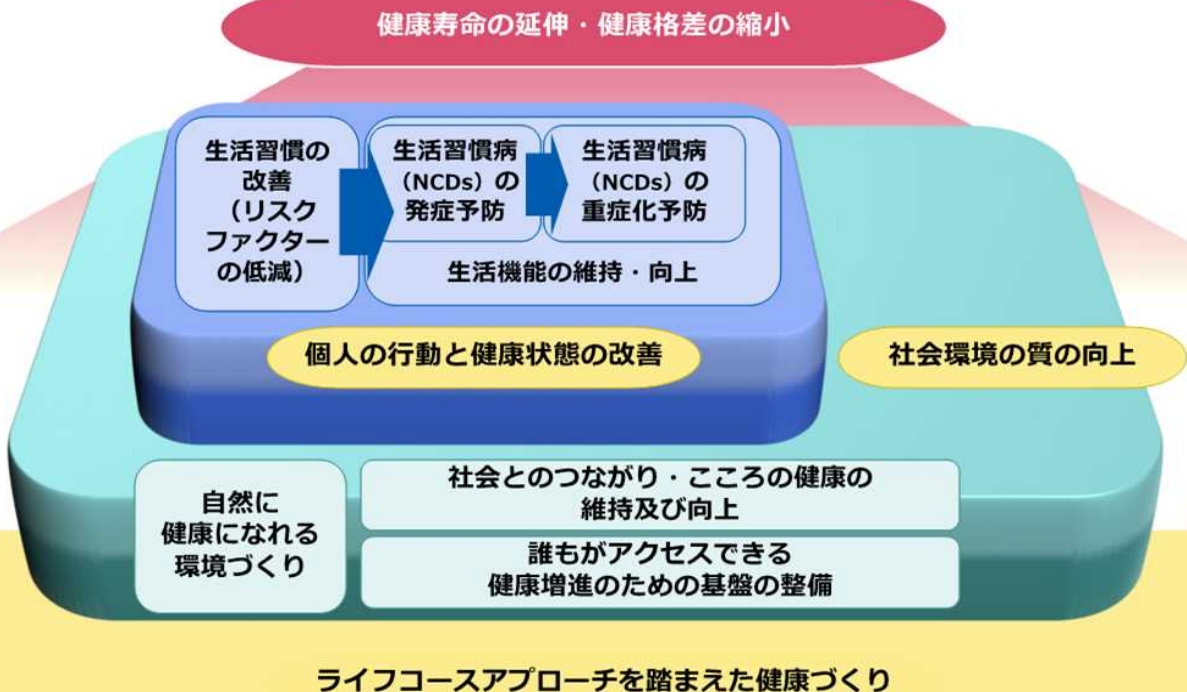 健康寿命の延伸・健康格差の縮小
生活習慣の
改善
（リスク
ファクター
の低減）
生活習慣病
（NCDs）の
発症予防
生活習慣病
（NCDs）の
重症化予防
生活機能の維持・向上
個人の行動と健康状態の改善
社会環境の質の向上
自然に
健康になれる
環境づくり
社会とのつながり・こころの健康の
維持及び向上
誰もがアクセスできる
健康増進のための基盤の整備
ライフコースアプローチを踏まえた健康づくり